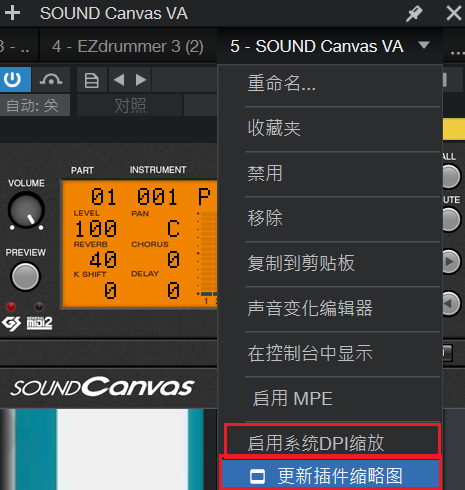 SOUND Canvas VA
3 - ..
4 - EZdrummer 3 (2)
5 - SOUND Canvas VA
自动: 关
对照
重命名...
收藏夹
禁用
移除
复制到剪贴板
声音变化编辑器
在控制台中显示
启用 MPE
启用系统DPI缩放
更新插件缩略图
VOLUME
PREVIEW
PART INSTRUMENT
01 001 P
LEVEL PAN
100 C
REVERB CHORUS
40 0
K SHIFT DELAY
0 0
1
GS GENERAL MIDI2
SOUND Canvas
ALL